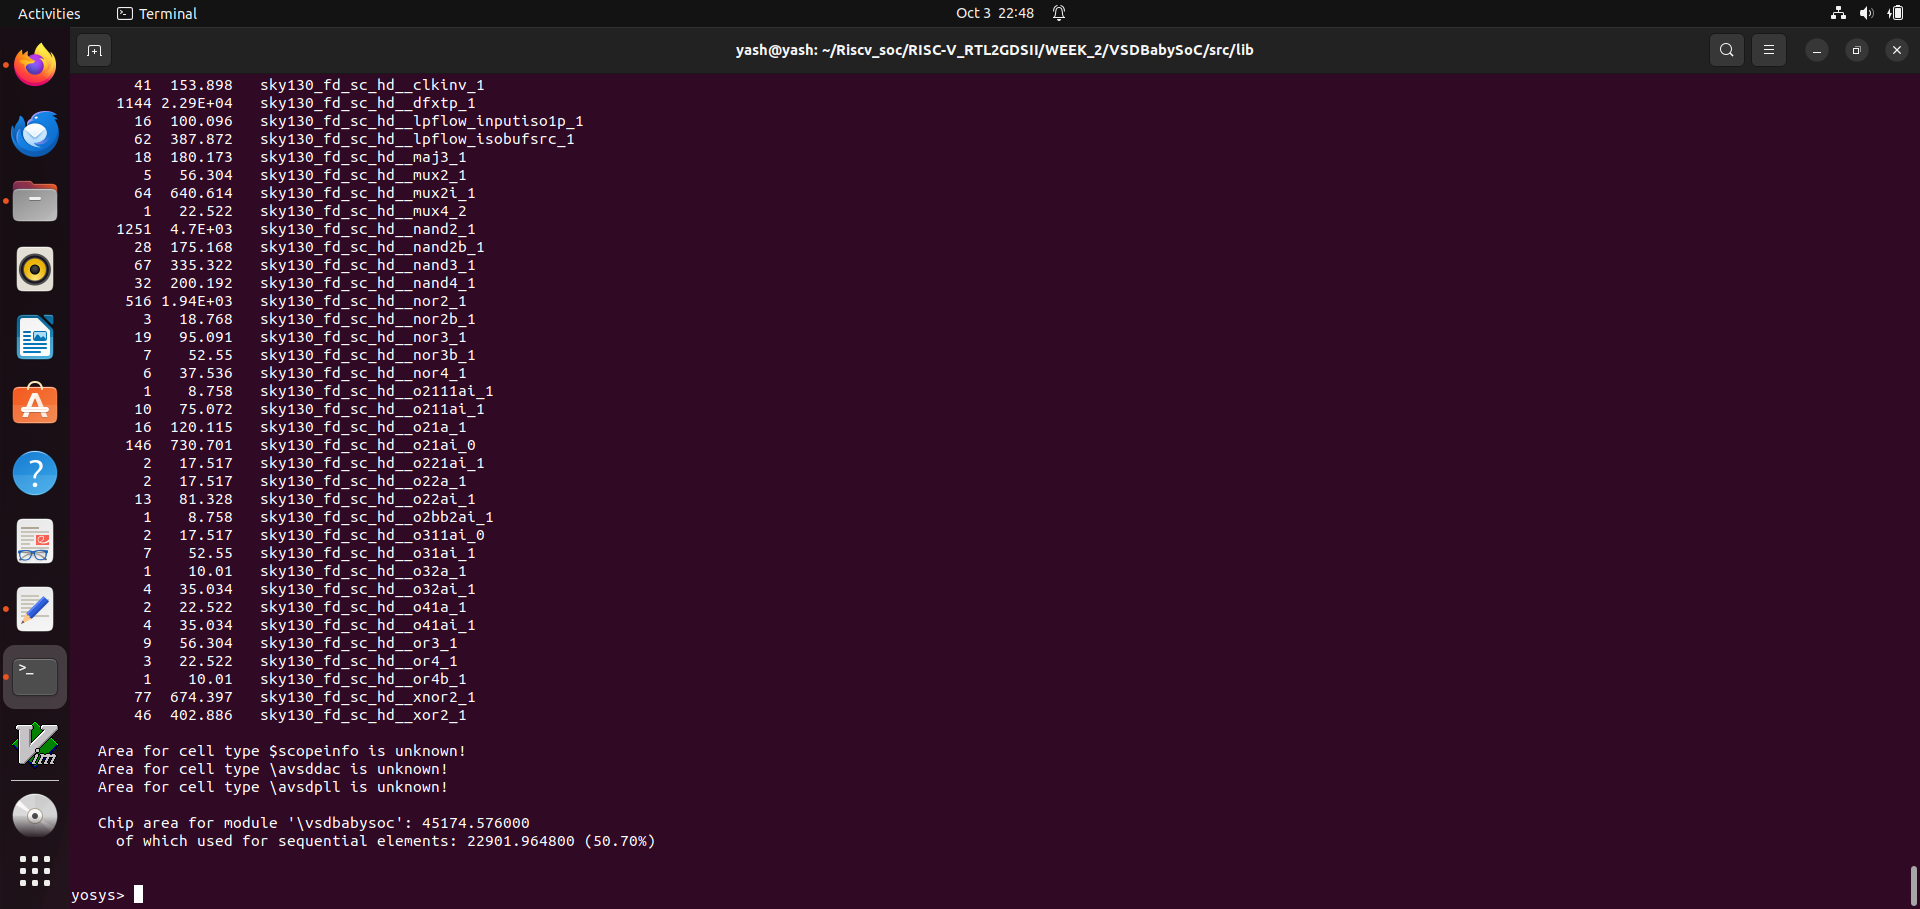 Activities
Terminal
Oct 3 22:48
yash@yash: ~/Riscv_soc/RISC-V_RTL2GDSII/WEEK_2/VSDBabySoC/src/lib
41 153.898 sky130_fd_sc_hd__clkinv_1
1144 2.29E+04 sky130_fd_sc_hd__dfxtp_1
16 100.096 sky130_fd_sc_hd__lpflow_inputiso1p_1
62 387.872 sky130_fd_sc_hd__lpflow_isobufsrc_1
18 180.173 sky130_fd_sc_hd__maj3_1
5 56.304 sky130_fd_sc_hd__mux2_1
64 640.614 sky130_fd_sc_hd__mux2i_1
1 22.522 sky130_fd_sc_hd__mux4_2
1251 4.7E+03 sky130_fd_sc_hd__nand2_1
28 175.168 sky130_fd_sc_hd__nand2b_1
67 335.322 sky130_fd_sc_hd__nand3_1
32 200.192 sky130_fd_sc_hd__nand4_1
516 1.94E+03 sky130_fd_sc_hd__nor2_1
3 18.768 sky130_fd_sc_hd__nor2b_1
19 95.091 sky130_fd_sc_hd__nor3_1
7 52.55 sky130_fd_sc_hd__nor3b_1
6 37.536 sky130_fd_sc_hd__nor4_1
1 8.758 sky130_fd_sc_hd__o2111ai_1
10 75.072 sky130_fd_sc_hd__o211ai_1
16 120.115 sky130_fd_sc_hd__o21a_1
146 730.701 sky130_fd_sc_hd__o21ai_0
2 17.517 sky130_fd_sc_hd__o221ai_1
2 17.517 sky130_fd_sc_hd__o22a_1
13 81.328 sky130_fd_sc_hd__o22ai_1
1 8.758 sky130_fd_sc_hd__o2bb2ai_1
2 17.517 sky130_fd_sc_hd__o311ai_0
7 52.55 sky130_fd_sc_hd__o31ai_1
1 10.01 sky130_fd_sc_hd__o32a_1
4 35.034 sky130_fd_sc_hd__o32ai_1
2 22.522 sky130_fd_sc_hd__o41a_1
4 35.034 sky130_fd_sc_hd__o41ai_1
9 56.304 sky130_fd_sc_hd__or3_1
3 22.522 sky130_fd_sc_hd__or4_1
1 10.01 sky130_fd_sc_hd__or4b_1
77 674.397 sky130_fd_sc_hd__xnor2_1
46 402.886 sky130_fd_sc_hd__xor2_1
Area for cell type $scopeinfo is unknown!
Area for cell type \avsddac is unknown!
Area for cell type \avsdpll is unknown!
Chip area for module '\vsdbabysoc': 45174.576000
of which used for sequential elements: 22901.964800 (50.70%)
yosys>